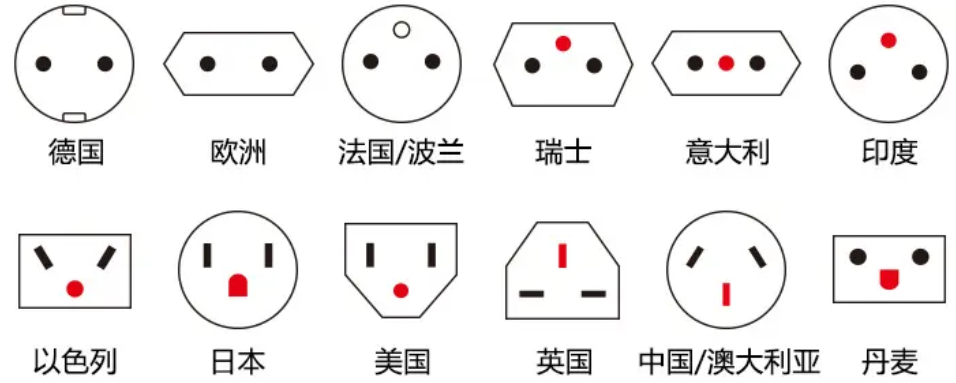 德国 欧洲 法国/波兰 瑞士 意大利 印度
以色列 日本 美国 英国 中国/澳大利亚 丹麦